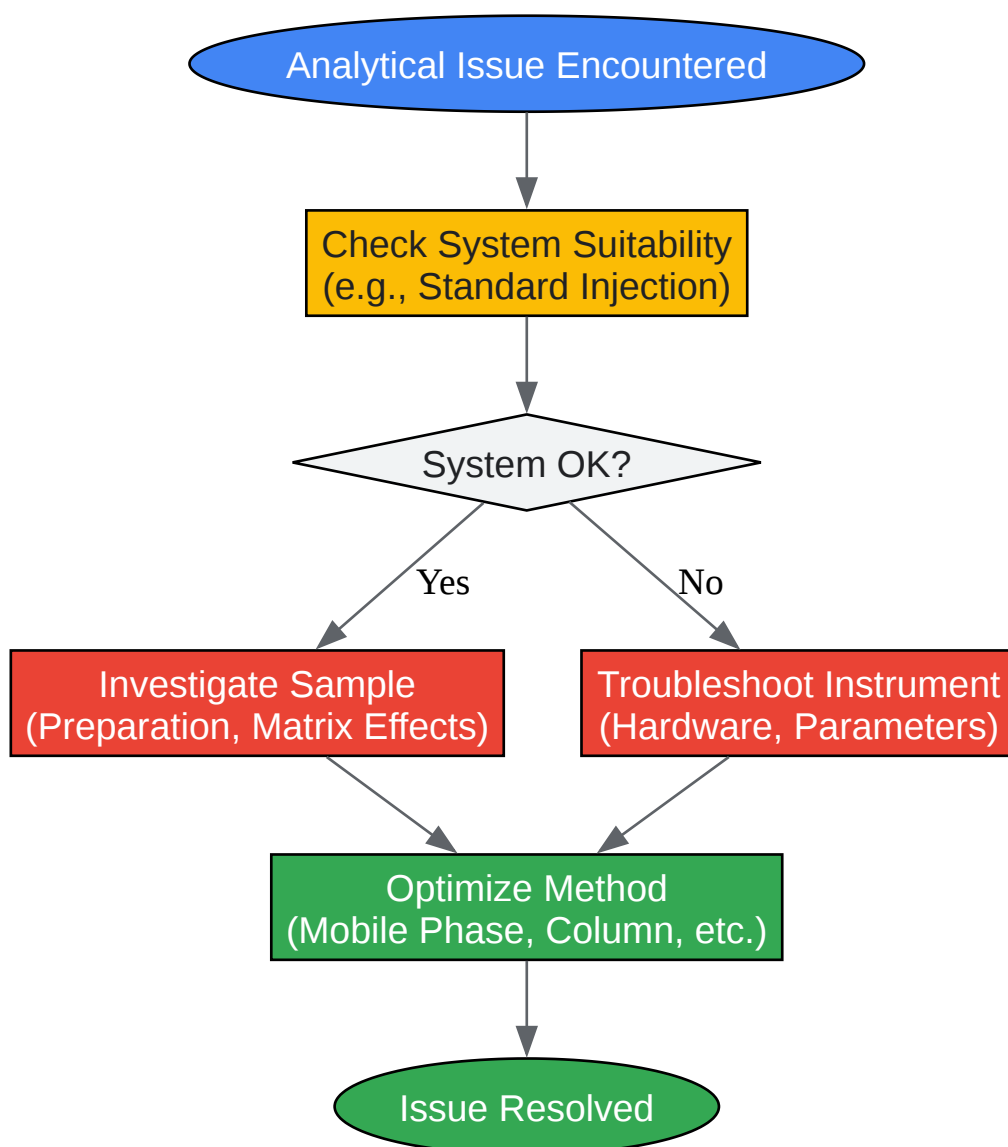 Analytical Issue Encountered
Check System Suitability
(e.g., Standard Injection)
System OK?
Yes
No
Investigate Sample
(Preparation, Matrix Effects)
Troubleshoot Instrument
(Hardware, Parameters)
Optimize Method
(Mobile Phase, Column, etc.)
Issue Resolved